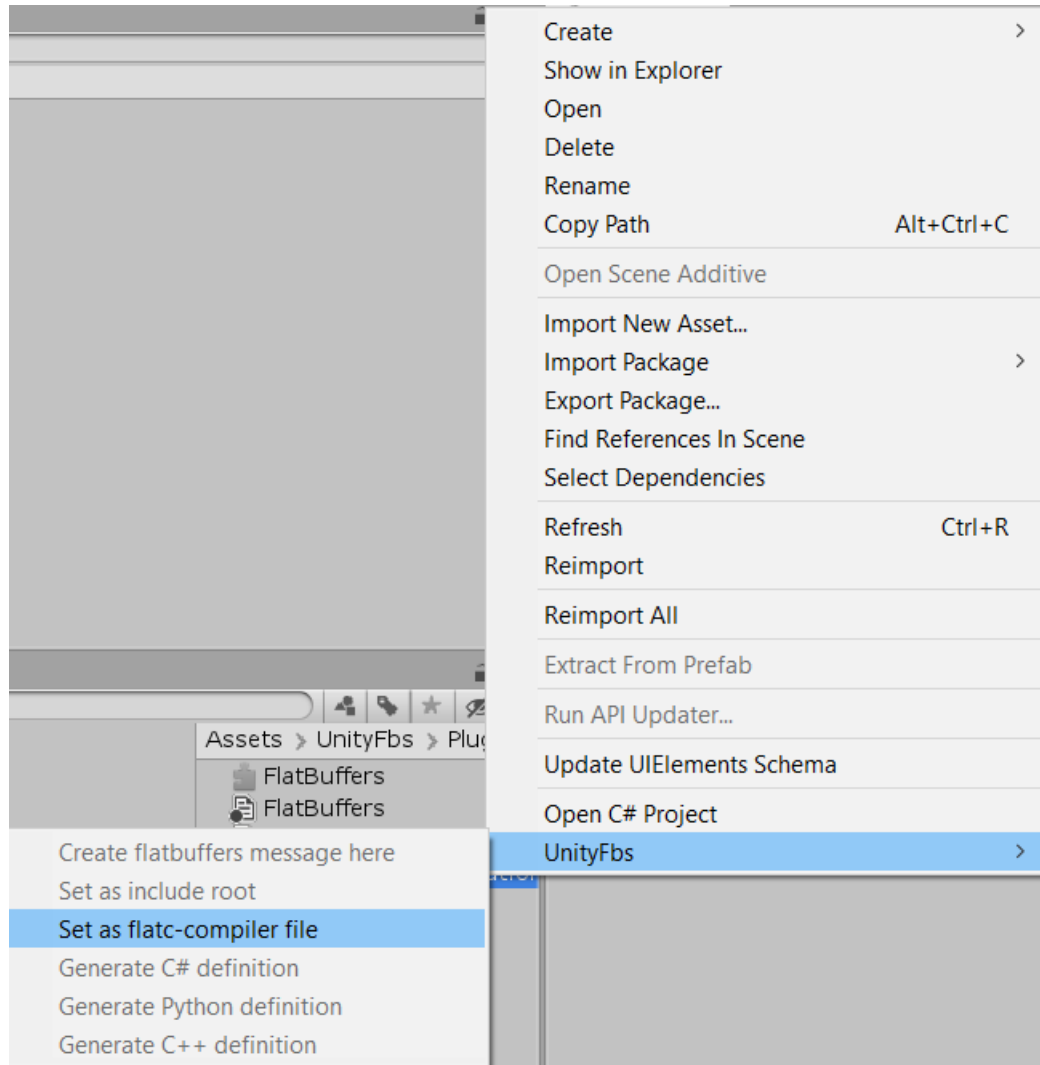 Create
Show in Explorer
Open
Delete
Rename
Copy Path Alt+Ctrl+C
Open Scene Additive
Import New Asset...
Import Package
Export Package...
Find References In Scene
Select Dependencies
Refresh Ctrl+R
Reimport
Reimport All
Extract From Prefab
Run API Updater...
Update UIElements Schema
Open C# Project
UnityFbs
Assets > UnityFbs >
FlatBuffers
FlatBuffers
Create flatbuffers message here
Set as include root
Set as flatc-compiler file
Generate C# definition
Generate Python definition
Generate C++ definition